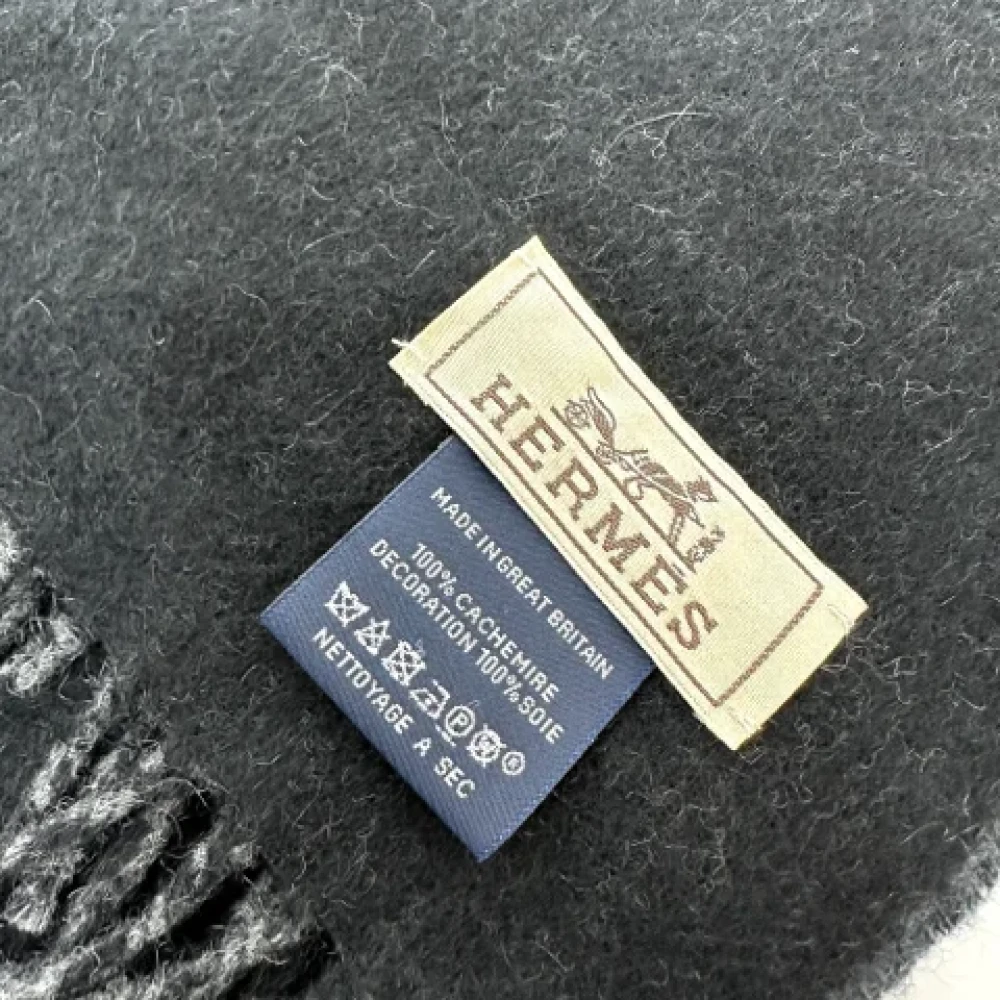 HERMES
MADE IN GREAT BRITAIN
100% CACHEMIRE
DECORATION 100% SOIE
P
W
®
NETTOYAGE A SEC